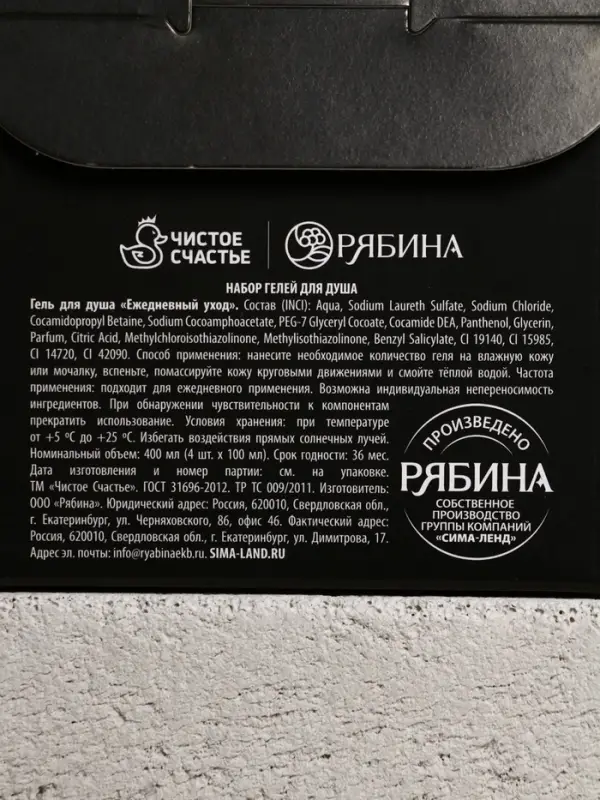 ЧИСТОЕ
СЧАСТЬЕ
РЯБИНА
НАБОР ГЕЛЕЙ ДЛЯ ДУША
Гель для душа «Ежедневный уход». Состав (INCI): Aqua, Sodium Laureth Sulfate, Sodium Chloride,
Cocamidopropyl Betaine, Sodium Cocoamphoacetate, PEG-7 Glyceryl Cocoate, Cocamide DEA, Panthenol, Glycerin,
Parfum, Citric Acid, Methylchloroisothiazolinone, Methylisothiazolinone, Benzyl Salicylate, CI 19140, CI 15985,
CI 14720, CI 42090. Способ применения: нанесите необходимое количество геля на влажную кожу
или мочалку, вспеньте, помассируйте кожу круговыми движениями и смойте тёплой водой. Частота
применения: подходит для ежедневного применения. Возможна индивидуальная непереносимость
ингредиентов. При обнаружении чувствительности к компонентам
прекратить использование. Условия хранения: при температуре
от +5 ºС до +25 ºС. Избегать воздействия прямых солнечных лучей.
Номинальный объем: 400 мл (4 шт. х 100 мл). Срок годности: 36 мес.
Дата изготовления и номер партии: см. на упаковке.
ТМ «Чистое Счастье». ГОСТ 31696-2012. ТР ТС 009/2011. Изготовитель:
ООО «Рябина». Юридический адрес: Россия, 620010, Свердловская обл.,
г. Екатеринбург, ул. Черняховского, 86, офис 46. Фактический адрес:
Россия, 620010, Свердловская обл., г. Екатеринбург, ул. Димитрова, 17.
Адрес эл. почты: info@ryabinaekb.ru. SIMA-LAND.RU
ПРОИЗВЕДЕНО
РЯБИНА
СОБСТВЕННОЕ
ПРОИЗВОДСТВО
ГРУППЫ КОМПАНИЙ
«СИМА-ЛЕНД»